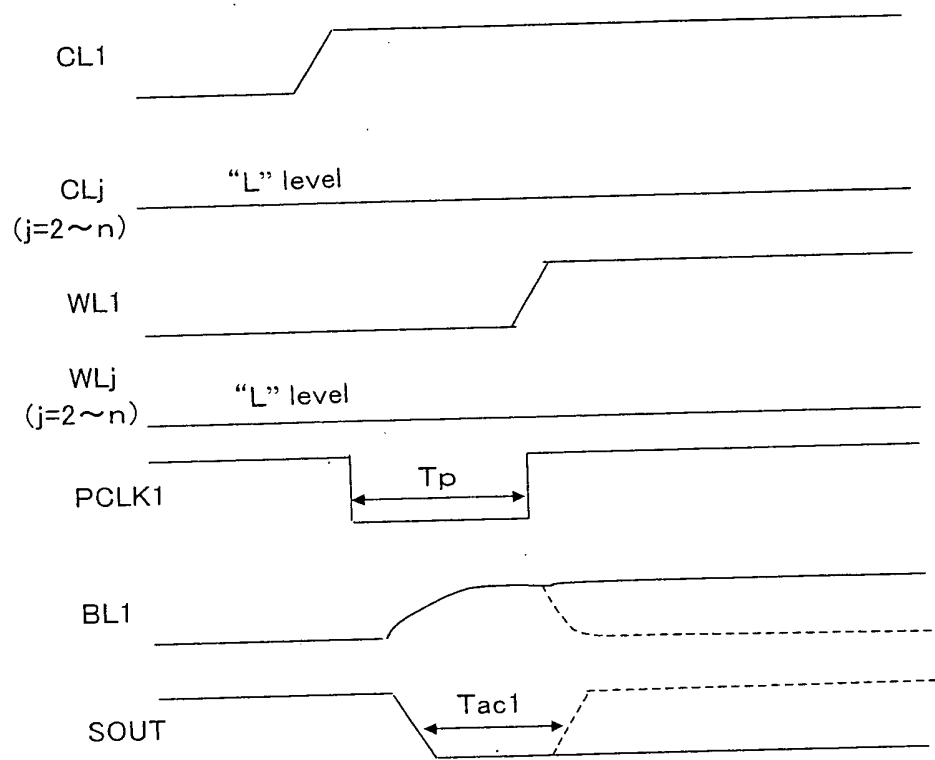 CL1
CLj "L" level
(j=2～n)
WL1
WLj "L" level
(j=2～n)
PCLK1 Tp
BL1
SOUT Tac1